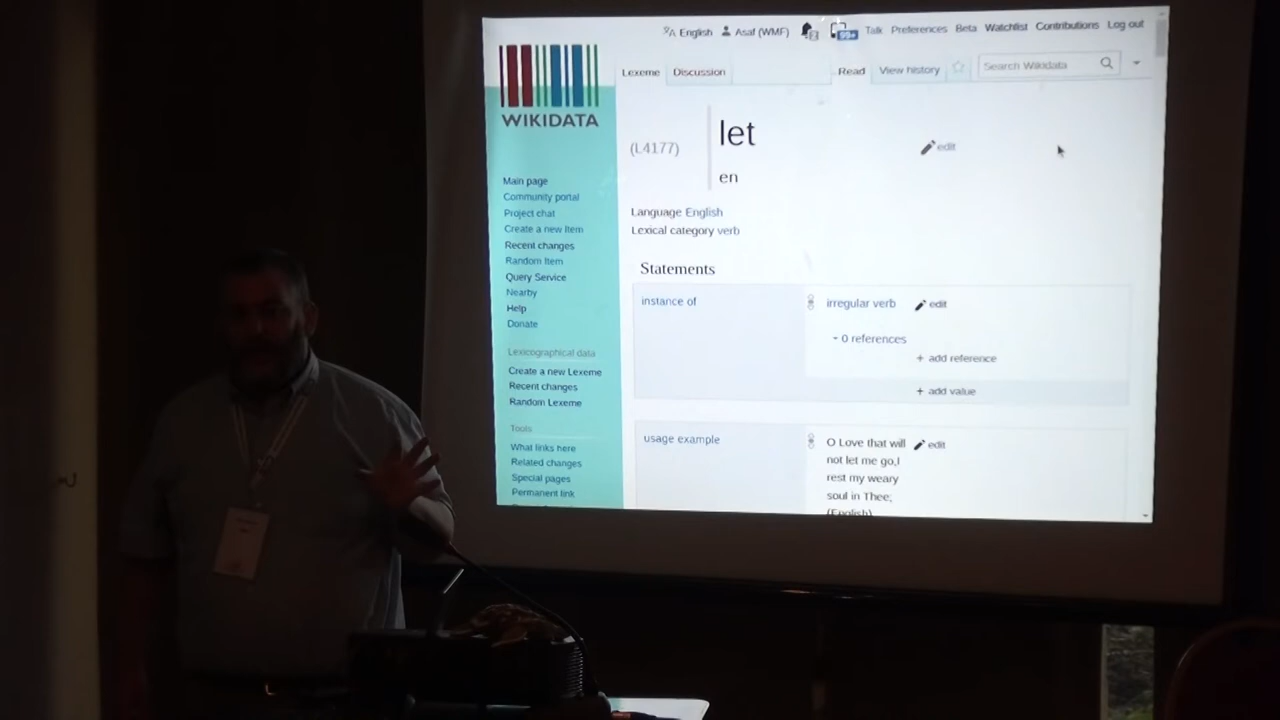 English Asaf (WMF) 2 99+ Talk Preferences Beta Watchlist Contributions Log out
Lexeme Discussion Read View history Search Wikidata
WIKIDATA
let
(L4177) edit
en
Main page
Community portal
Project chat
Create a new Item
Recent changes
Random Item
Query Service
Nearby
Help
Donate
Lexicographical data
Create a new Lexeme
Recent changes
Random Lexeme
Tools
What links here
Related changes
Special pages
Permanent link
Language English
Lexical category verb
Statements
instance of irregular verb edit
0 references
+ add reference
+ add value
usage example O Love that will edit
not let me go,I
rest my weary
soul in Thee;
(English)